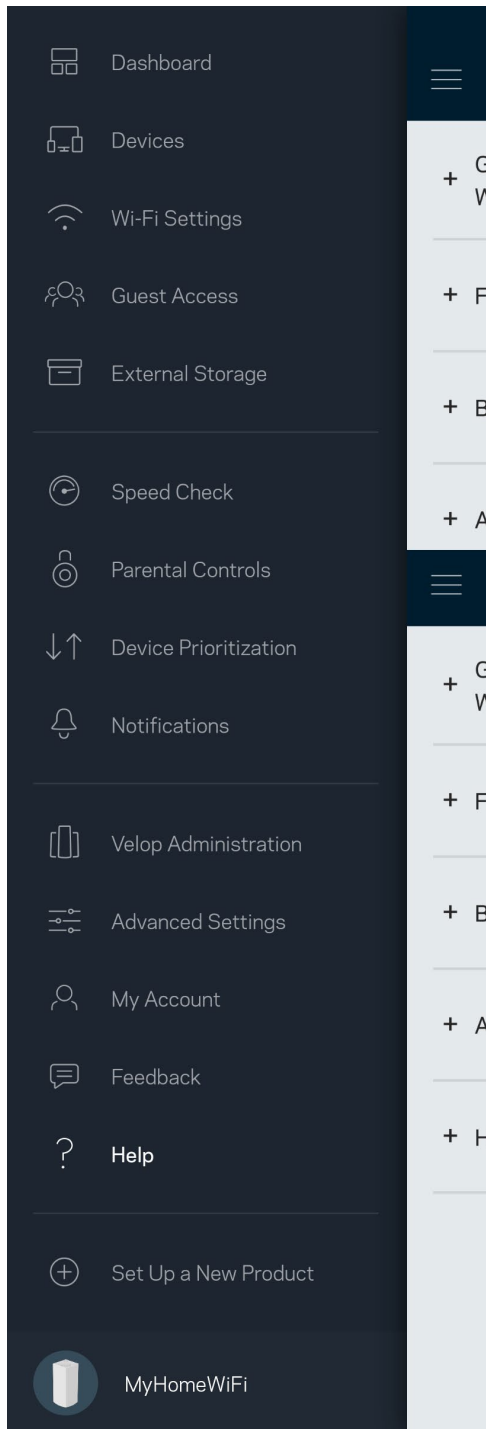 Dashboard
Devices
Wi-Fi Settings
Guest Access
External Storage
Speed Check
Parental Controls
Device Prioritization
Notifications
Velop Administration
Advanced Settings
My Account
Feedback
Help
Set Up a New Product
MyHomeWiFi